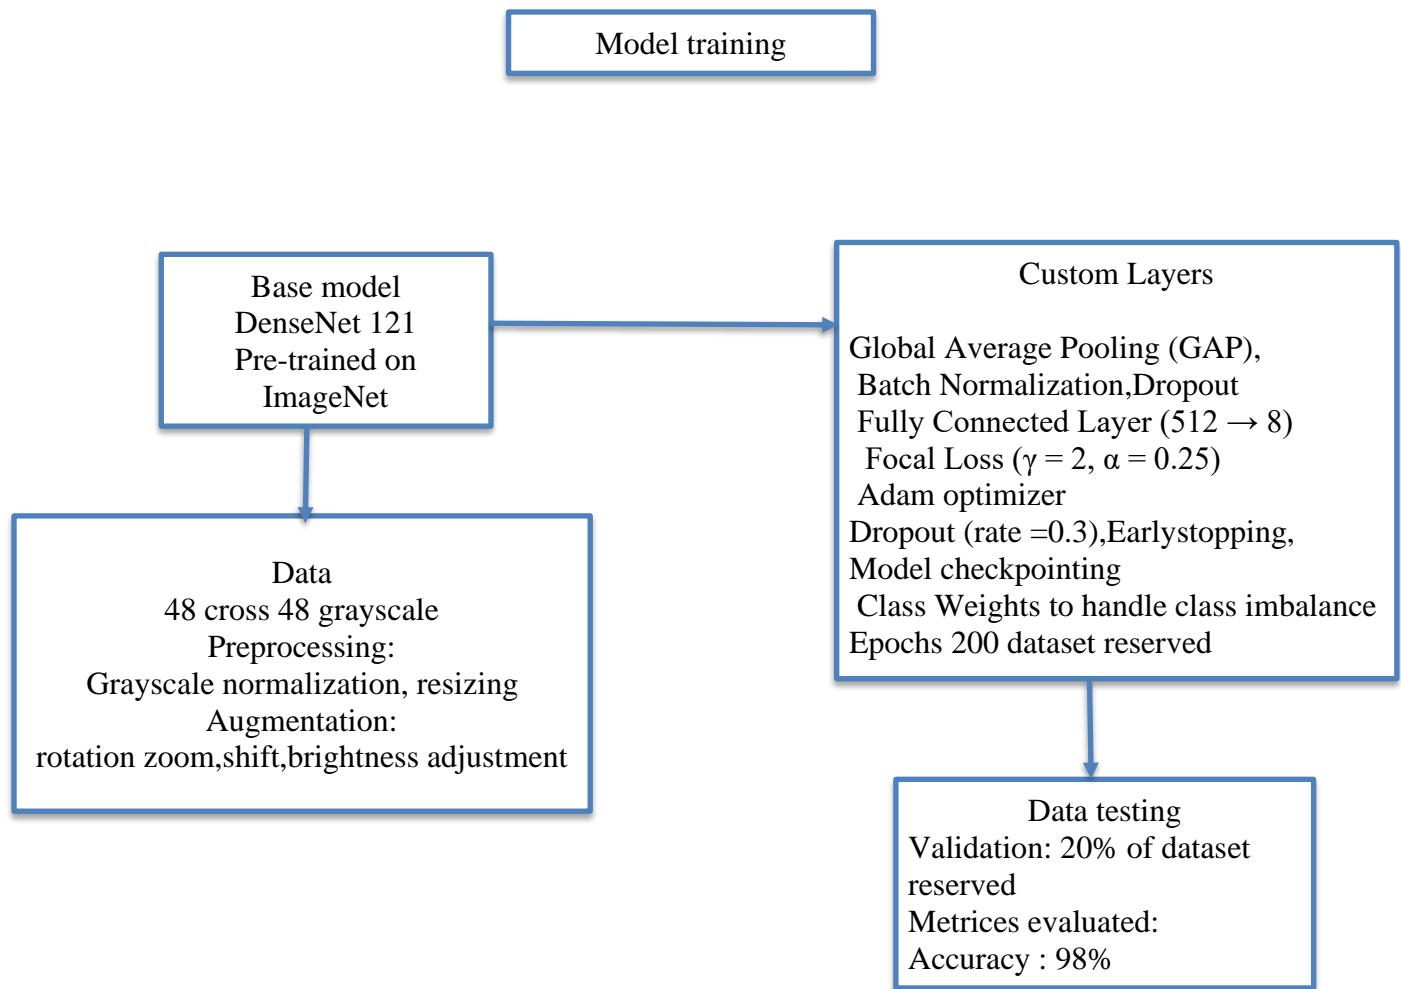 Model training
Base model
DenseNet 121
Pre-trained on
ImageNet
Data
48 cross 48 grayscale
Preprocessing:
Grayscale normalization, resizing
Augmentation:
rotation zoom,shift,brightness adjustment
Custom Layers
Global Average Pooling (GAP),
Batch Normalization,Dropout
Fully Connected Layer (512 → 8)
Focal Loss (γ = 2, α = 0.25)
Adam optimizer
Dropout (rate =0.3),Earlystopping,
Model checkpointing
Class Weights to handle class imbalance
Epochs 200 dataset reserved
Data testing
Validation: 20% of dataset
reserved
Metrices evaluated:
Accuracy : 98%